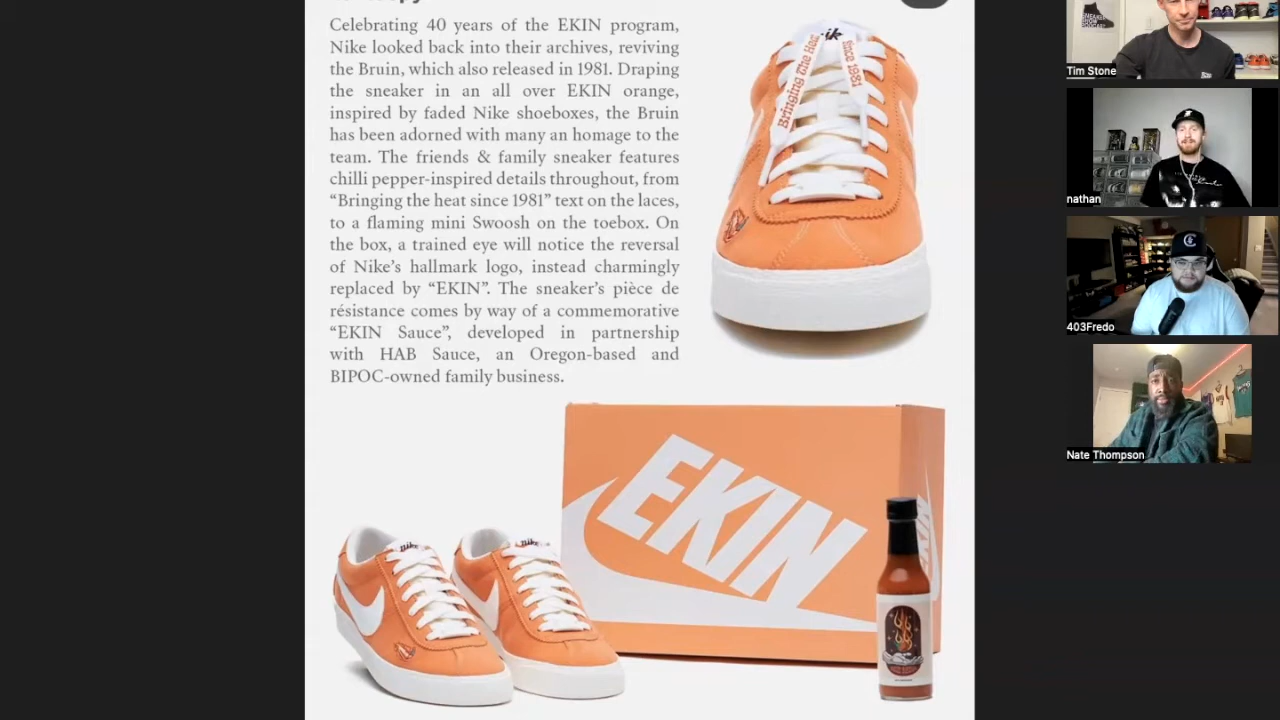 Celebrating 40 years of the EKIN program,
Nike looked back into their archives, reviving
the Bruin, which also released in 1981. Draping
the sneaker in an all over EKIN orange,
inspired by faded Nike shoeboxes, the Bruin
has been adorned with many an homage to the
team. The friends & family sneaker features
chilli pepper-inspired details throughout, from
“Bringing the heat since 1981” text on the laces,
to a flaming mini Swoosh on the toebox. On
the box, a trained eye will notice the reversal
of Nike’s hallmark logo, instead charmingly
replaced by “EKIN”. The sneaker’s pièce de
résistance comes by way of a commemorative
“EKIN Sauce”, developed in partnership
with HAB Sauce, an Oregon-based and
BIPOC-owned family business.
nike
Bringing The Heat
Since 1981
EKIN
EKIN
nike
nike
Tim Stone
nathan
403Fredo
Nate Thompson